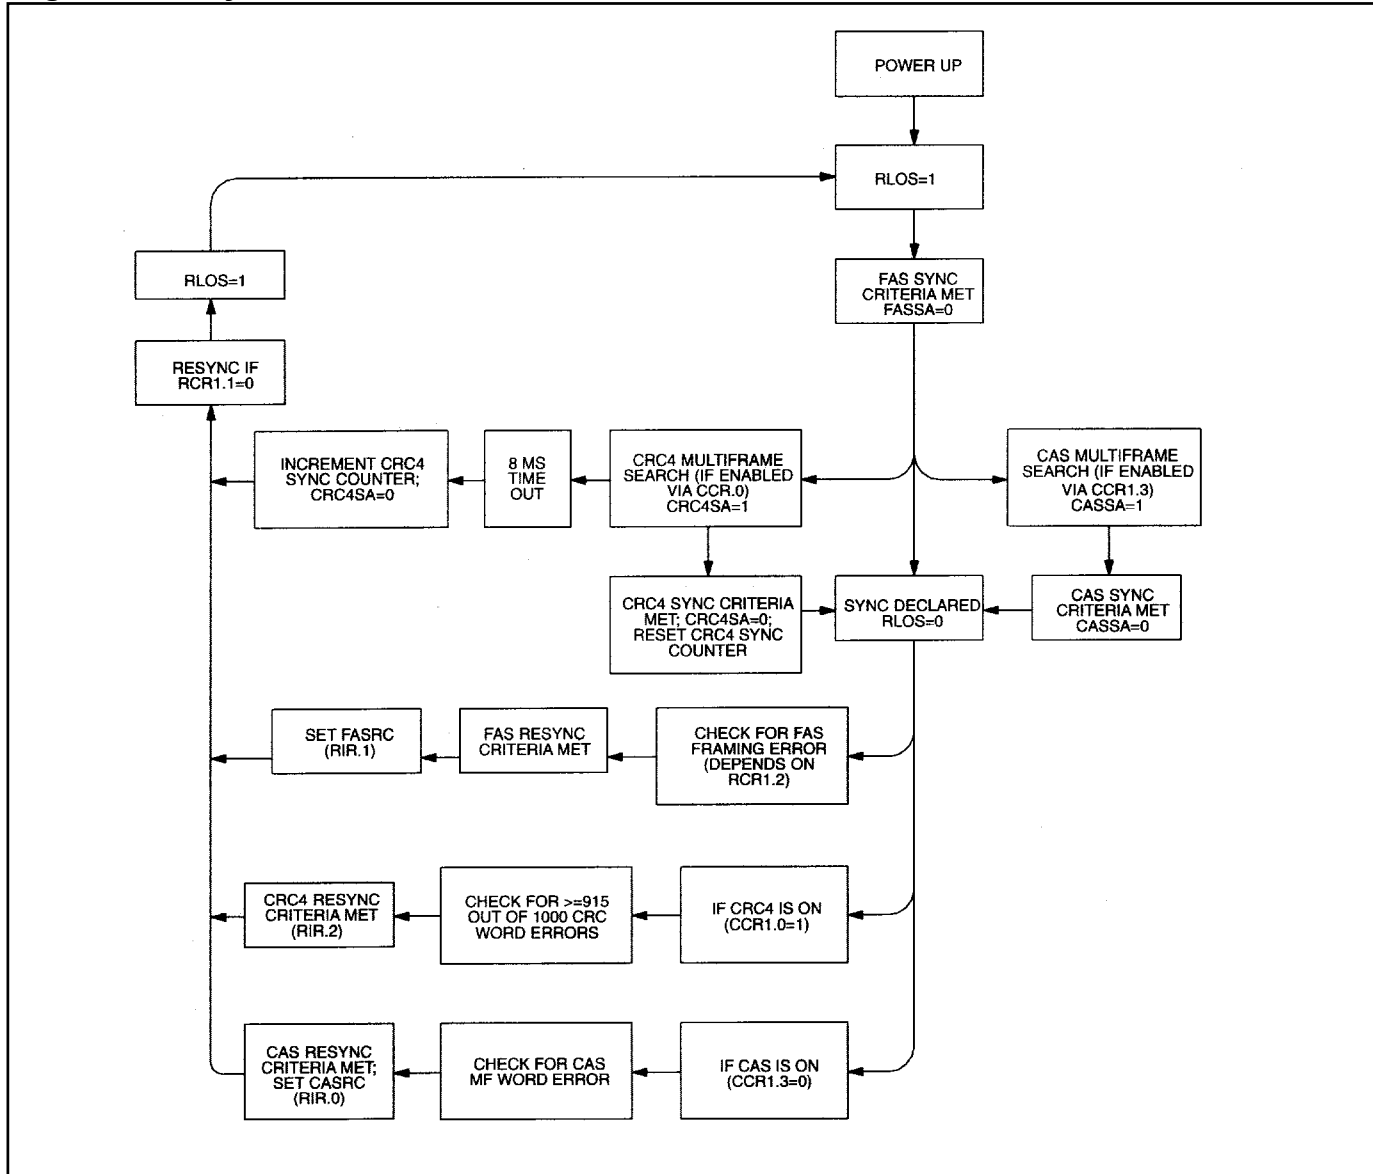 POWER UP
RLOS=1
FAS SYNC
CRITERIA MET
FASSA=0
RLOS=1
RESYNC IF
RCR1.1=0
INCREMENT CRC4
SYNC COUNTER;
CRC4SA=0
8 MS
TIME
OUT
CRC4 MULTIFRAME
SEARCH (IF ENABLED
VIA CCR.0)
CRC4SA=1
CAS MULTIFRAME
SEARCH (IF ENABLED
VIA CCR1.3)
CASSA=1
CRC4 SYNC CRITERIA
MET; CRC4SA=0;
RESET CRC4 SYNC
COUNTER
SYNC DECLARED
RLOS=0
CAS SYNC
CRITERIA MET
CASSA=0
SET FASRC
(RIR.1)
FAS RESYNC
CRITERIA MET
CHECK FOR FAS
FRAMING ERROR
(DEPENDS ON
RCR1.2)
CRC4 RESYNC
CRITERIA MET
(RIR.2)
CHECK FOR >=915
OUT OF 1000 CRC
WORD ERRORS
IF CRC4 IS ON
(CCR1.0=1)
CAS RESYNC
CRITERIA MET;
SET CASRC
(RIR.0)
CHECK FOR CAS
MF WORD ERROR
IF CAS IS ON
(CCR1.3=0)